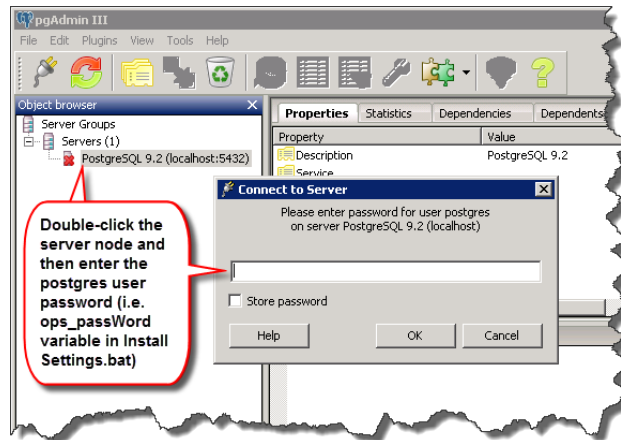 pgAdmin III
File Edit Plugins View Tools Help
Object browser
Server Groups
Servers (1)
PostgreSQL 9.2 (localhost:5432)
Properties Statistics Dependencies Dependents
Property Value
Description PostgreSQL 9.2
Service
Connect to Server
Please enter password for user postgres
on server PostgreSQL 9.2 (localhost)
Store password
Help OK Cancel
Double-click the
server node and
then enter the
postgres user
password (i.e.
ops_passWord
variable in Install
Settings.bat)